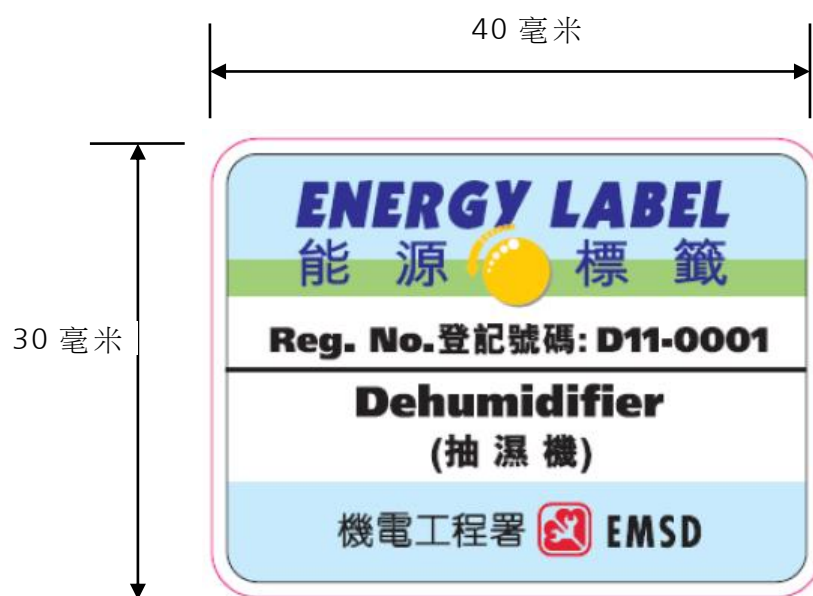 40 毫米
30 毫米
ENERGY LABEL
能源標籤
Reg. No.登記號碼: D11-0001
Dehumidifier
(抽濕機)
機電工程署 EMSD